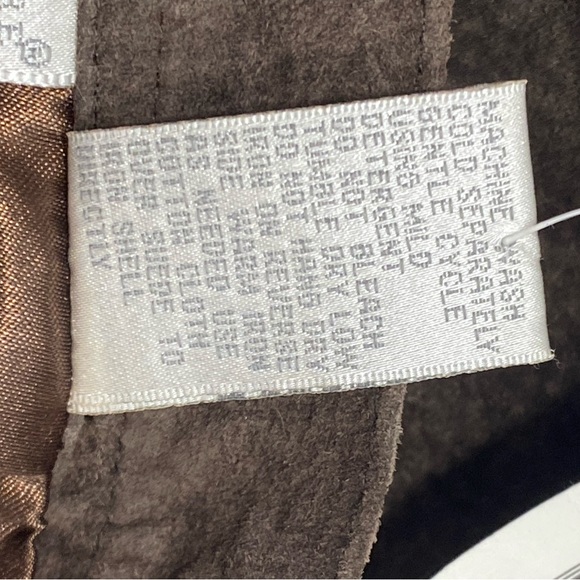 MACHINE WASH
COLD SEPARATELY
GENTLE CYCLE
USING MILD
DETERGENT
DO NOT BLEACH
TUMBLE DRY LOW
DO NOT HANG DRY
IRON ON REVERSE
SIDE WARM IRON
AS NEEDED USE
COTTON CLOTH
OVER SUEDE TO
IRON SHELL
DIRECTLY